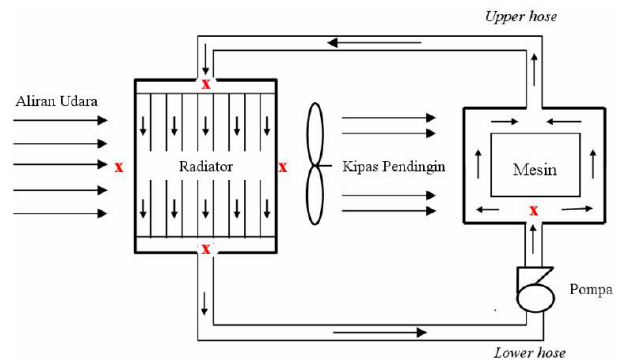 Upper hose
x
Aliran Udara
x
Radiator
x
Kipas Pendingin
Mesin
x
x
Pompa
Lower hose